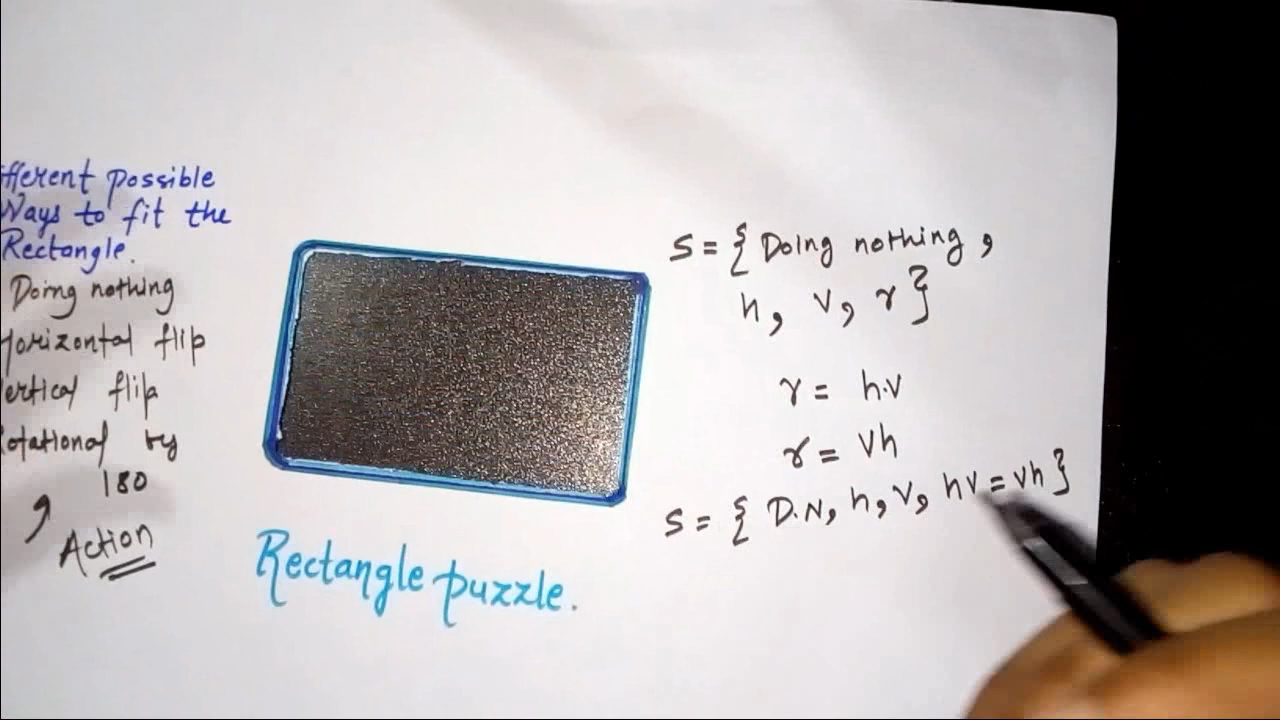 fferent possible
Ways to fit the
Rectangle.
Doing nothing
Horizontal flip
ertical flip
otational by
180
Action
Rectangle puzzle.
S = { Doing nothing ,
h, v, r }
r = h.v
r = vh
S = { D.N, h, v, hv = vh }